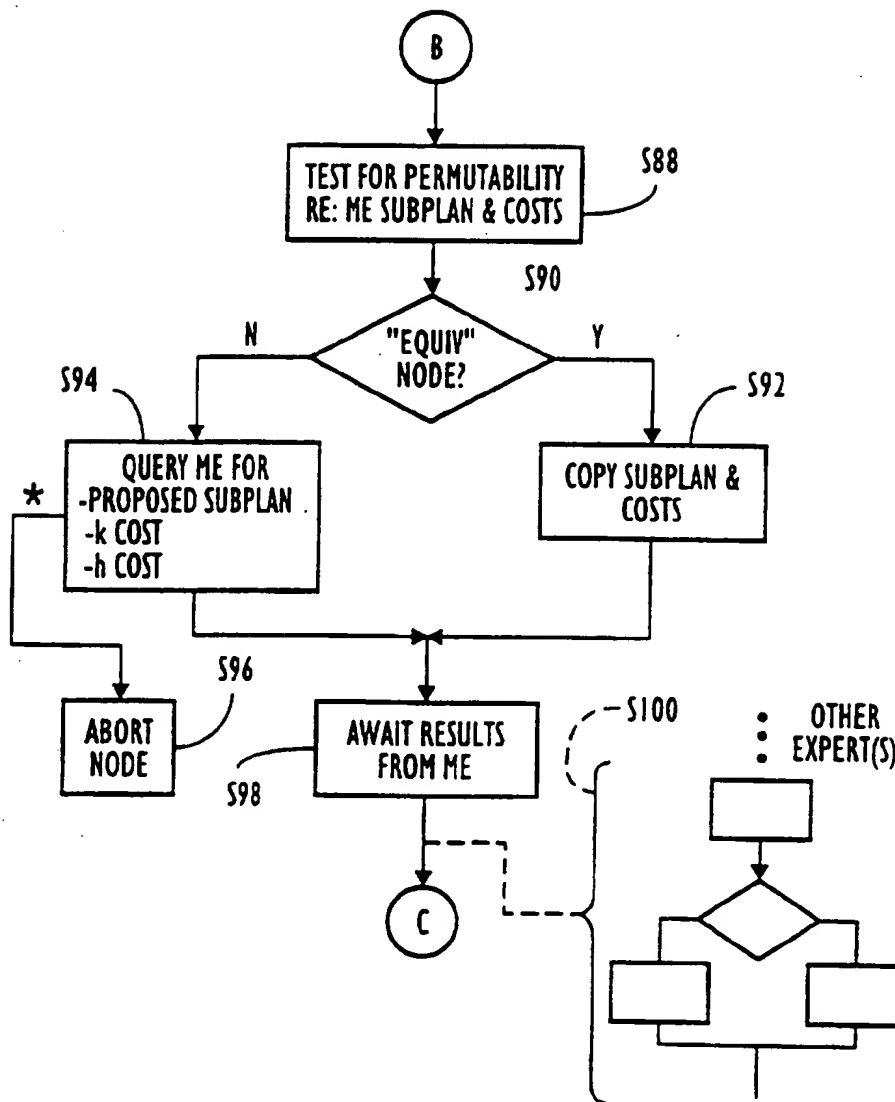 B
TEST FOR PERMUTABILITY
RE: ME SUBPLAN & COSTS
S88
S90
"EQUIV"
NODE?
N
Y
S94
S92
QUERY ME FOR
-PROPOSED SUBPLAN
-k COST
-h COST
*
COPY SUBPLAN &
COSTS
S96
ABORT
NODE
AWAIT RESULTS
FROM ME
S98
S100
OTHER
EXPERT(S)
C